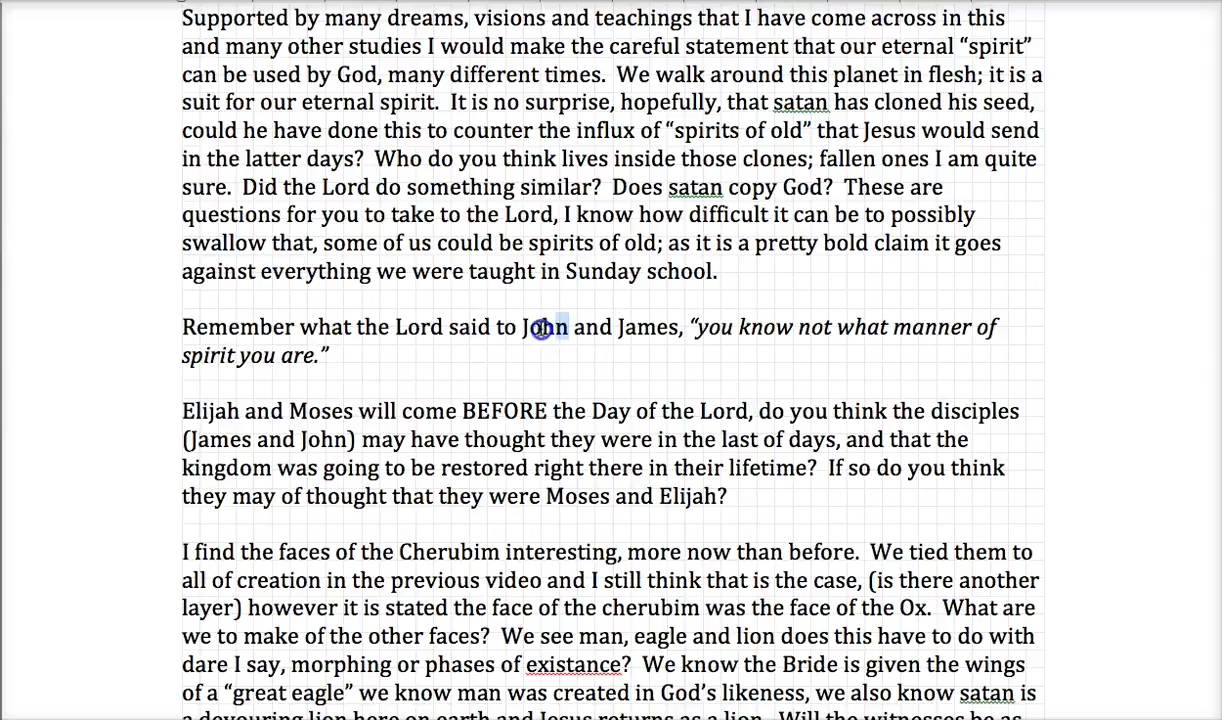 Supported by many dreams, visions and teachings that I have come across in this
and many other studies I would make the careful statement that our eternal “spirit”
can be used by God, many different times.  We walk around this planet in flesh; it is a
suit for our eternal spirit.  It is no surprise, hopefully, that satan has cloned his seed,
could he have done this to counter the influx of “spirits of old” that Jesus would send
in the latter days?  Who do you think lives inside those clones; fallen ones I am quite
sure.  Did the Lord do something similar?  Does satan copy God?  These are
questions for you to take to the Lord, I know how difficult it can be to possibly
swallow that, some of us could be spirits of old; as it is a pretty bold claim it goes
against everything we were taught in Sunday school.
Remember what the Lord said to John and James, “you know not what manner of
spirit you are.”
Elijah and Moses will come BEFORE the Day of the Lord, do you think the disciples
(James and John) may have thought they were in the last of days, and that the
kingdom was going to be restored right there in their lifetime?  If so do you think
they may of thought that they were Moses and Elijah?
I find the faces of the Cherubim interesting, more now than before.  We tied them to
all of creation in the previous video and I still think that is the case, (is there another
layer) however it is stated the face of the cherubim was the face of the Ox.  What are
we to make of the other faces?  We see man, eagle and lion does this have to do with
dare I say, morphing or phases of existance?  We know the Bride is given the wings
of a “great eagle” we know man was created in God’s likeness, we also know satan is
a devouring lion here on earth and Jesus returns as a lion.  Will the witnesses be as